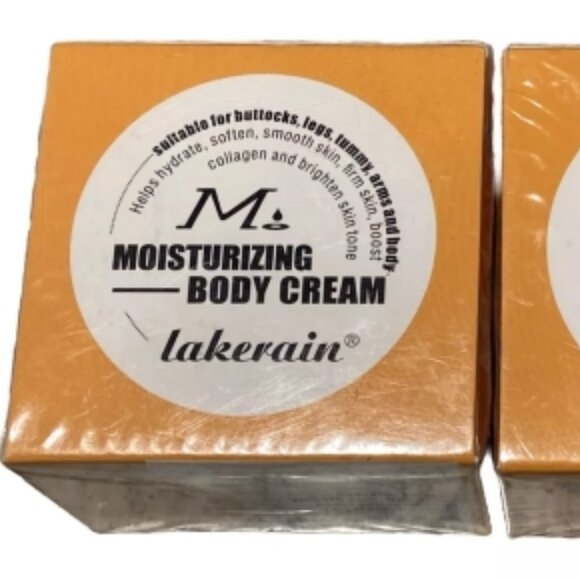 Suitable for buttocks, legs, tummy, arms and body.
Helps hydrate, soften, smooth skin, firm skin, boost
collagen and brighten skin tone
M.
MOISTURIZING
BODY CREAM
lakerain®